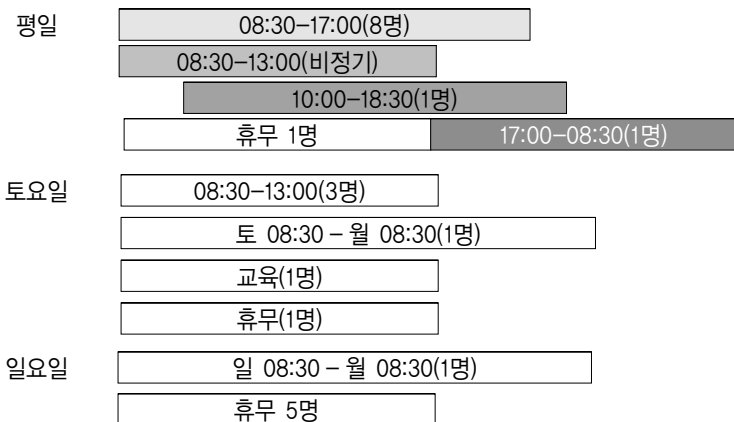 평일
08:30-17:00(8명)
08:30-13:00(비정기)
10:00-18:30(1명)
휴무 1명 17:00-08:30(1명)
토요일
08:30-13:00(3명)
토 08:30 – 월 08:30(1명)
교육(1명)
휴무(1명)
일요일
일 08:30 – 월 08:30(1명)
휴무 5명